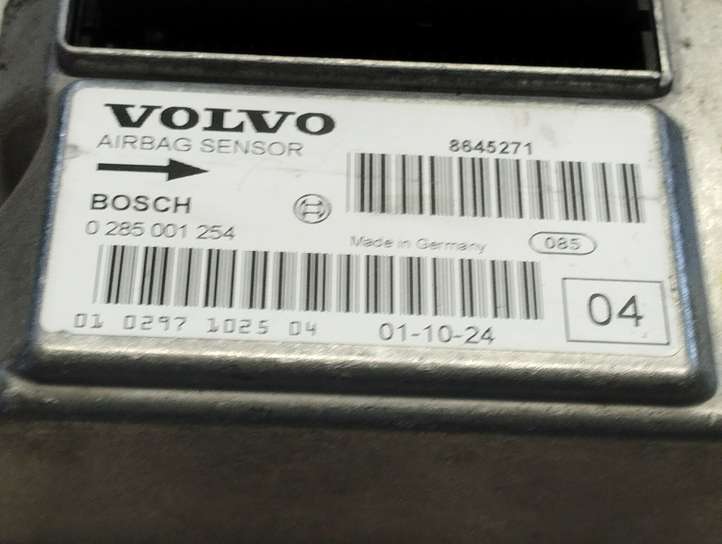 VOLVO
AIRBAG SENSOR
8645271
BOSCH
0 285 001 254
Made in Germany
085
04
01 0297 1025 04
01-10-24